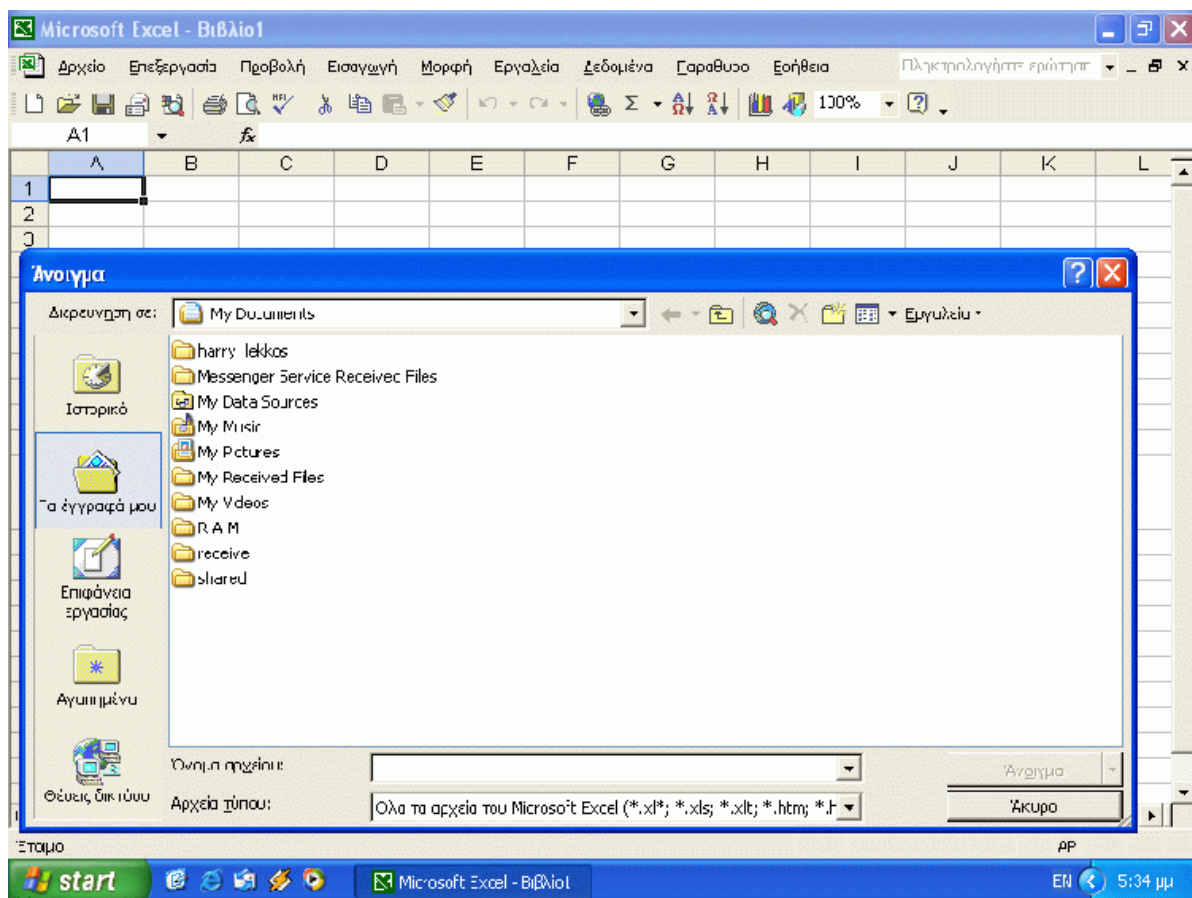 Microsoft Excel - Βιβλίο1
Αρχείο Επεξεργασία Προβολή Εισαγωγή Μορφή Εργαλεία Δεδομένα Παράθυρο Βοήθεια Πληκτρολογήστε ερώτηση
100%
A1 fx
A B C D E F G H I J K L
1
2
3
Άνοιγμα
Διερεύνηση σε: My Documents Εργαλεία
harry lekkos
Messenger Service Received Files
My Data Sources
My Music
My Pictures
My Received Files
My Videos
R A M
receive
shared
Ιστορικό
Τα έγγραφά μου
Επιφάνεια εργασίας
Αγαπημένα
Θέσεις δικτύου
Όνομα αρχείου: Άνοιγμα
Αρχεία τύπου: Όλα τα αρχεία του Microsoft Excel (*.xl*; *.xls; *.xlt; *.htm; Άκυρο
Έτοιμο
start Microsoft Excel - Βιβλίο1 EN 5:34 μμ